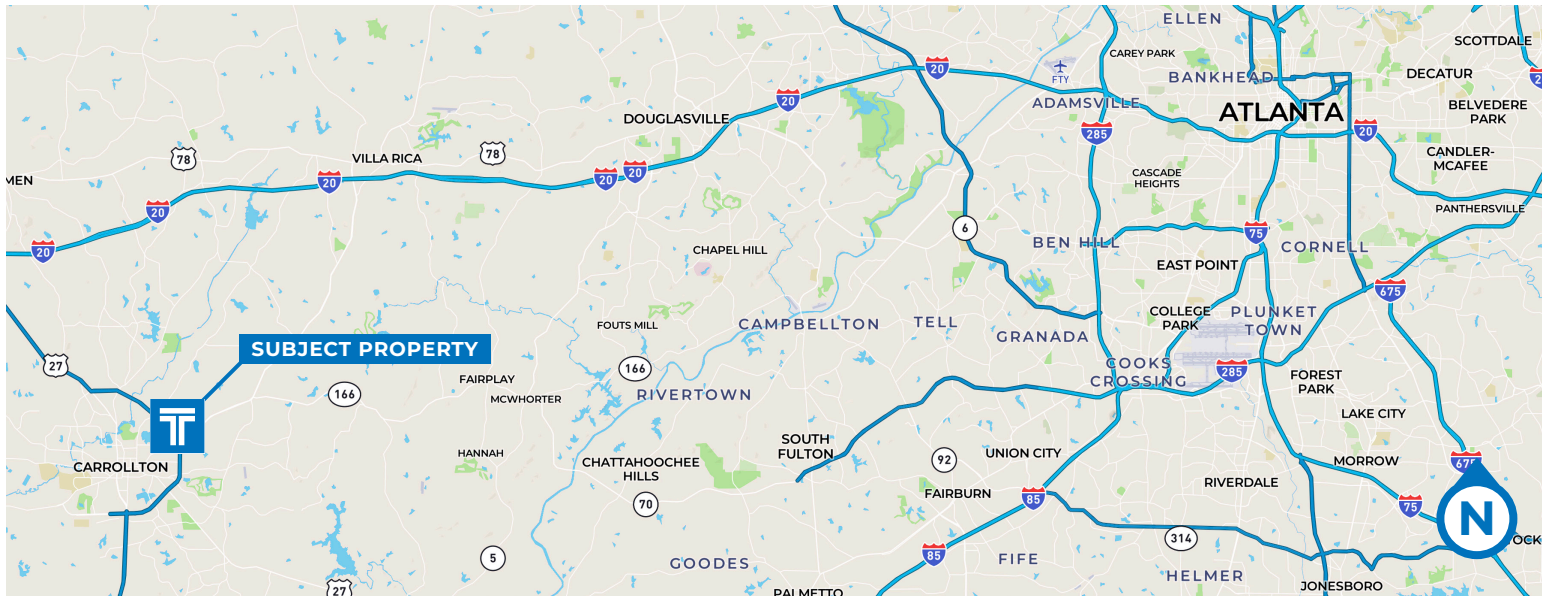 ELLEN
SCOTTDALE
CAREY PARK
20
FTY
BANKHEAD
DECATUR
20
ADAMSVILLE
ATLANTA
BELVEDERE
PARK
DOUGLASVILLE
285
20
78
VILLA RICA
78
CANDLER-
MCAFEE
MEN
20
20
20
CASCADE
HEIGHTS
20
PANTHERSVILLE
6
75
20
CHAPEL HILL
BEN HILL
CORNELL
EAST POINT
675
FOUTS MILL
CAMPBELLTON
TELL
GRANADA
COLLEGE
PARK
PLUNKET
TOWN
SUBJECT PROPERTY
27
166
FAIRPLAY
166
MCWHORTER
RIVERTOWN
COOKS
CROSSING
285
FOREST
PARK
LAKE CITY
T
CARROLLTON
HANNAH
CHATTAHOOCHEE
HILLS
SOUTH
FULTON
92
UNION CITY
MORROW
675
RIVERDALE
70
FAIRBURN
85
75
N
5
GOODES
85
FIFE
314
OCK
27
PALMETTO
HELMER
JONESBORO